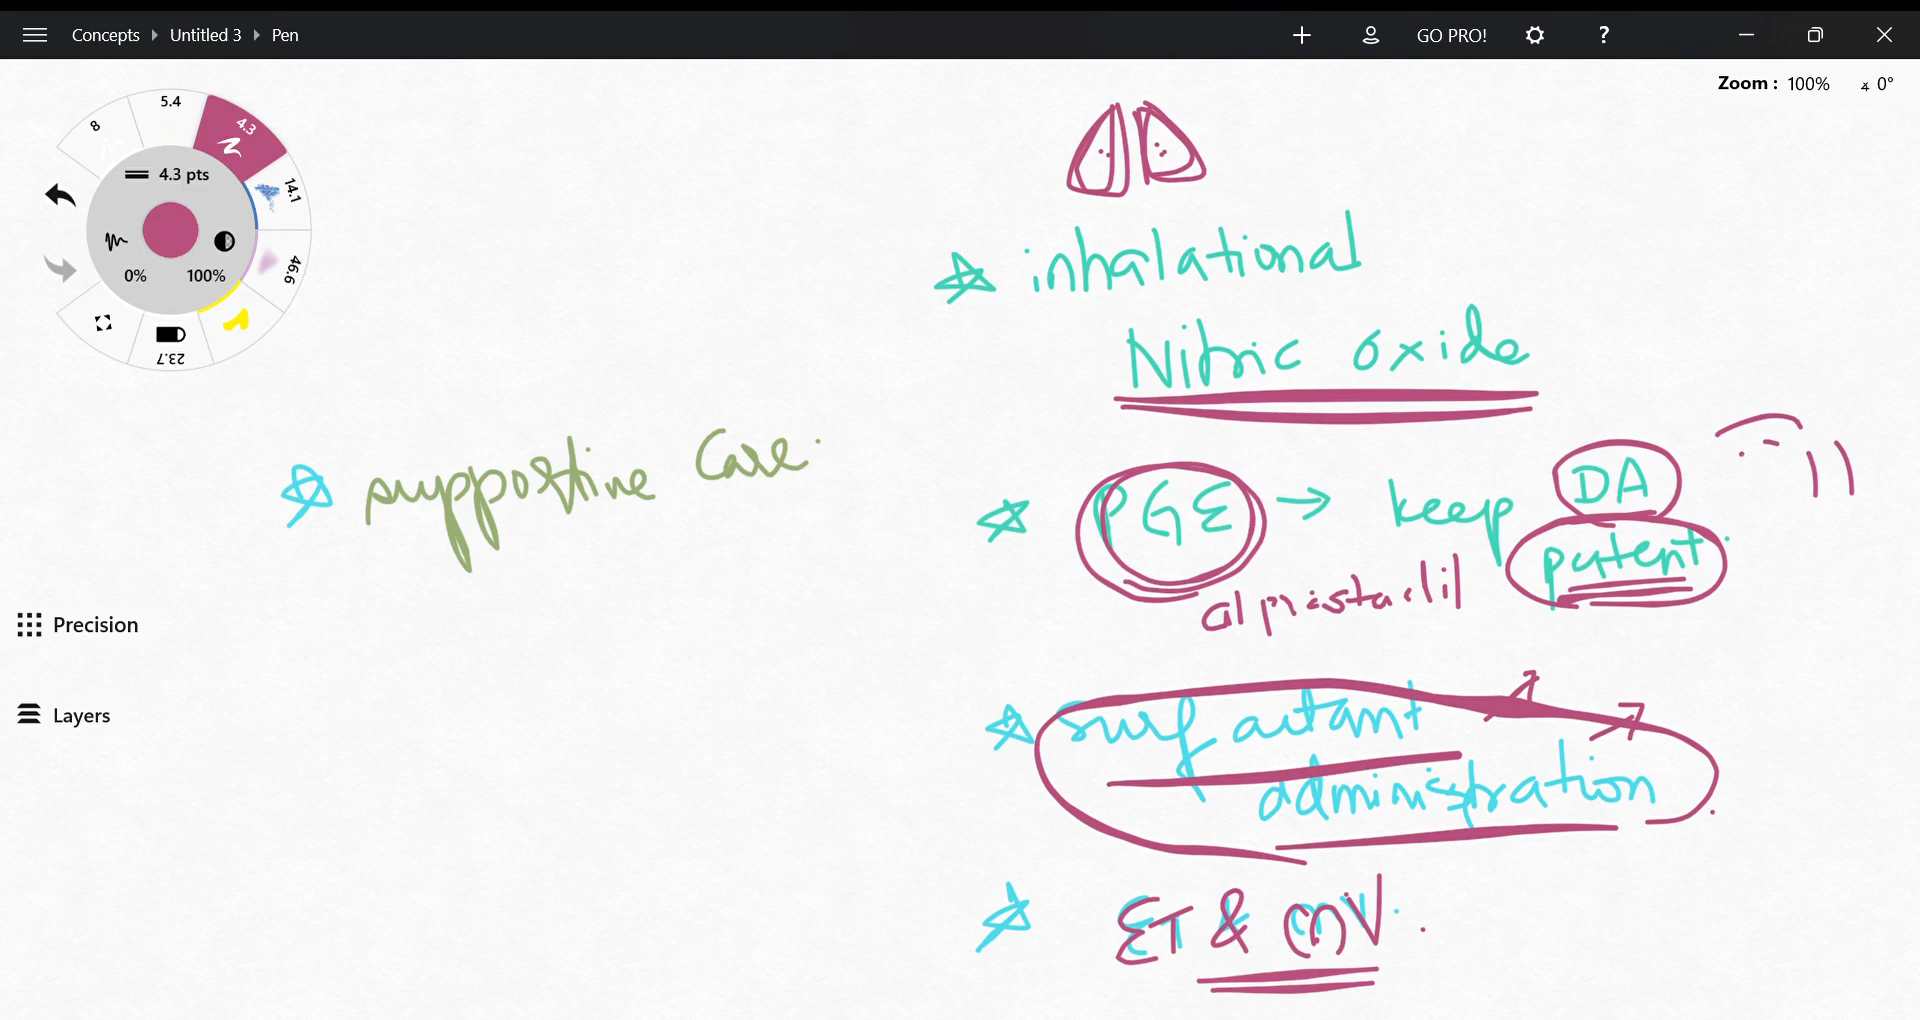 Concepts Untitled 3 Pen
GO PRO! ?
Zoom : 100% 0°
5.4
8
4.3
4.3 pts
14.1
0% 100%
46.6
23.7
Precision
Layers
inhalational
Nitric oxide
supportive Care.
PGE → keep DA
patent.
alprostadil
surfactant
administration
ET & MV.